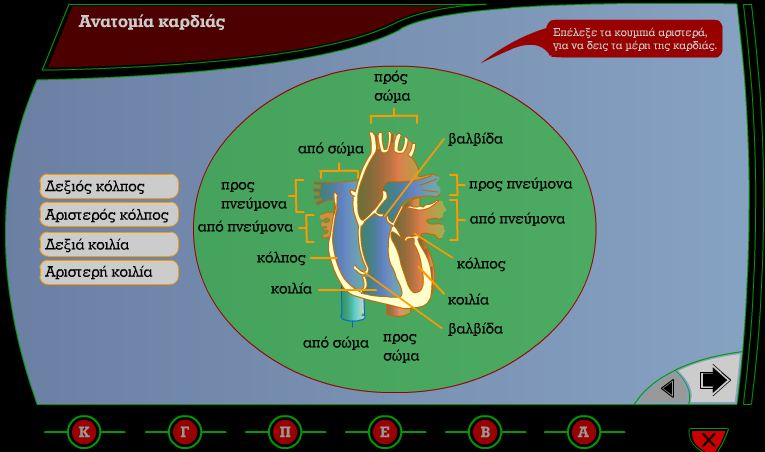 Ανατομία καρδιάς
Επέλεξε τα κουμπιά αριστερά,
για να δεις τα μέρη της καρδιάς.
πρός
σώμα
βαλβίδα
από σώμα
προς
πνεύμονα
από πνεύμονα
προς πνεύμονα
από πνεύμονα
κόλπος
κόλπος
κοιλία
κοιλία
βαλβίδα
από σώμα
πρός
σώμα
Δεξιός κόλπος
Αριστερός κόλπος
Δεξιά κοιλία
Αριστερή κοιλία
Κ Γ Π Ε Β Α